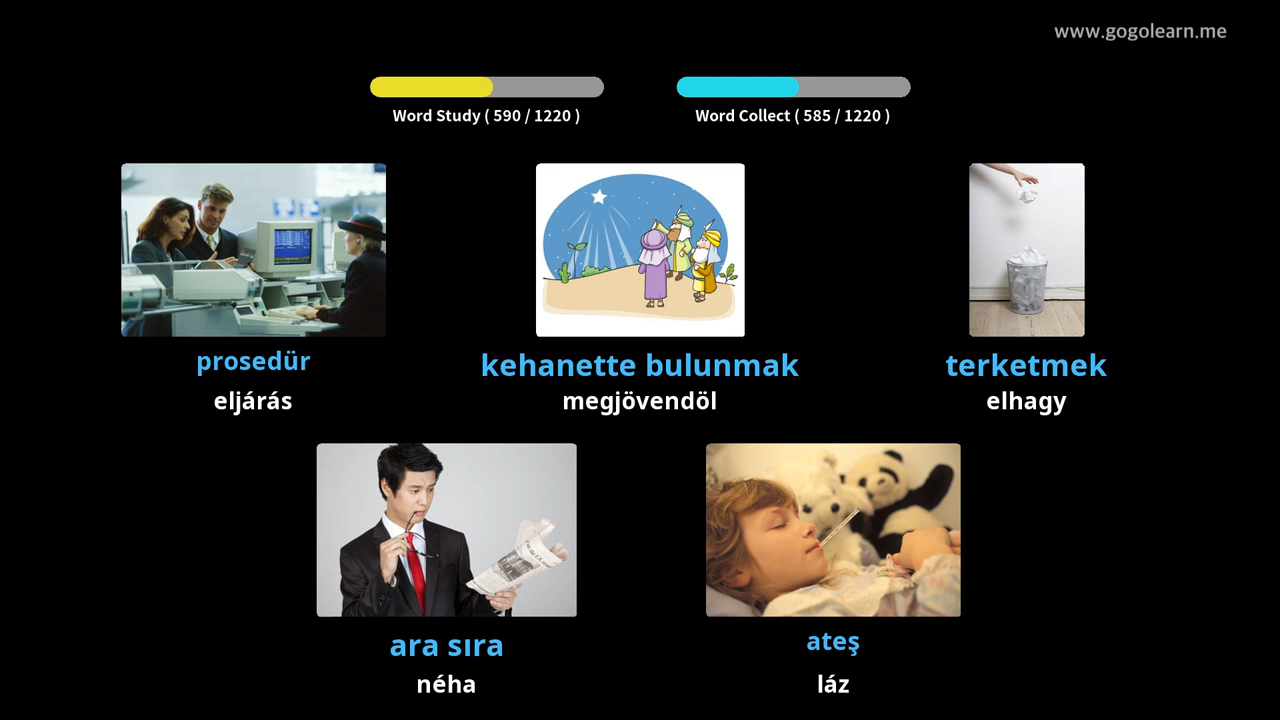 www.gogolearn.me
Word Study ( 590 / 1220 )
Word Collect ( 585 / 1220 )
prosedür
eljárás
kehanette bulunmak
megjövendöl
terketmek
elhagy
ara sıra
néha
ateş
láz